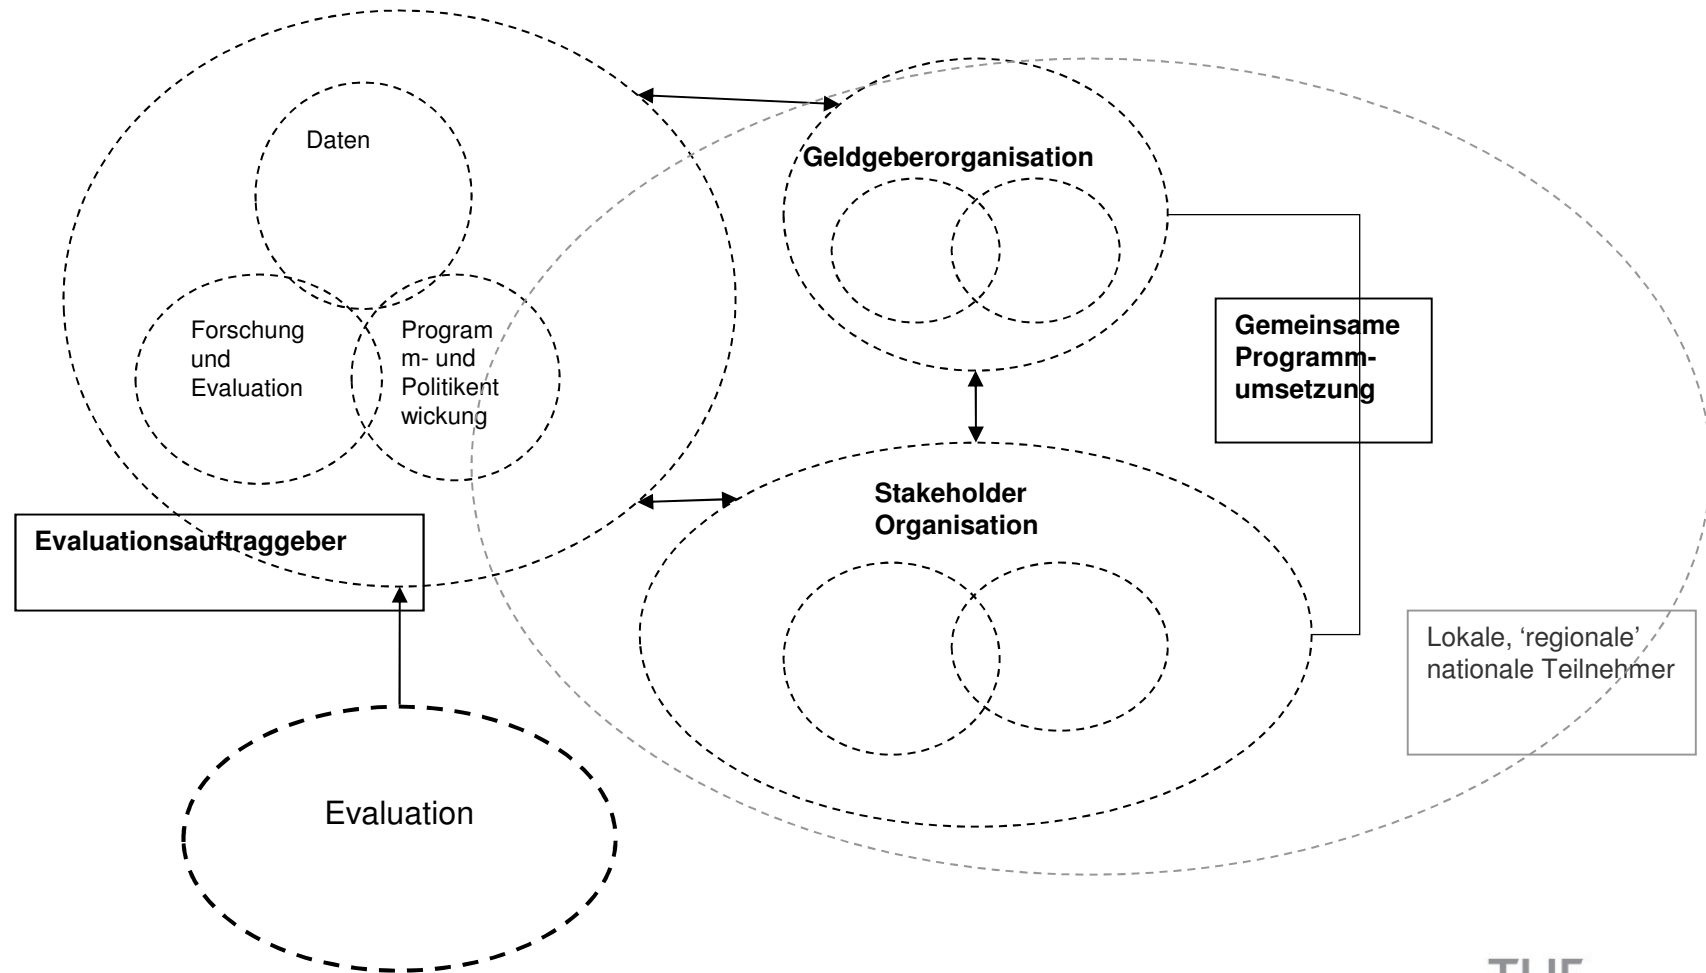 Daten
Geldgeberorganisation
Forschung
und
Evaluation
Program
m- und
Politikent
wickung
Gemeinsame
Programm-
umsetzung
Stakeholder
Organisation
Evaluationsauftraggeber
Lokale, ‘regionale’
nationale Teilnehmer
Evaluation